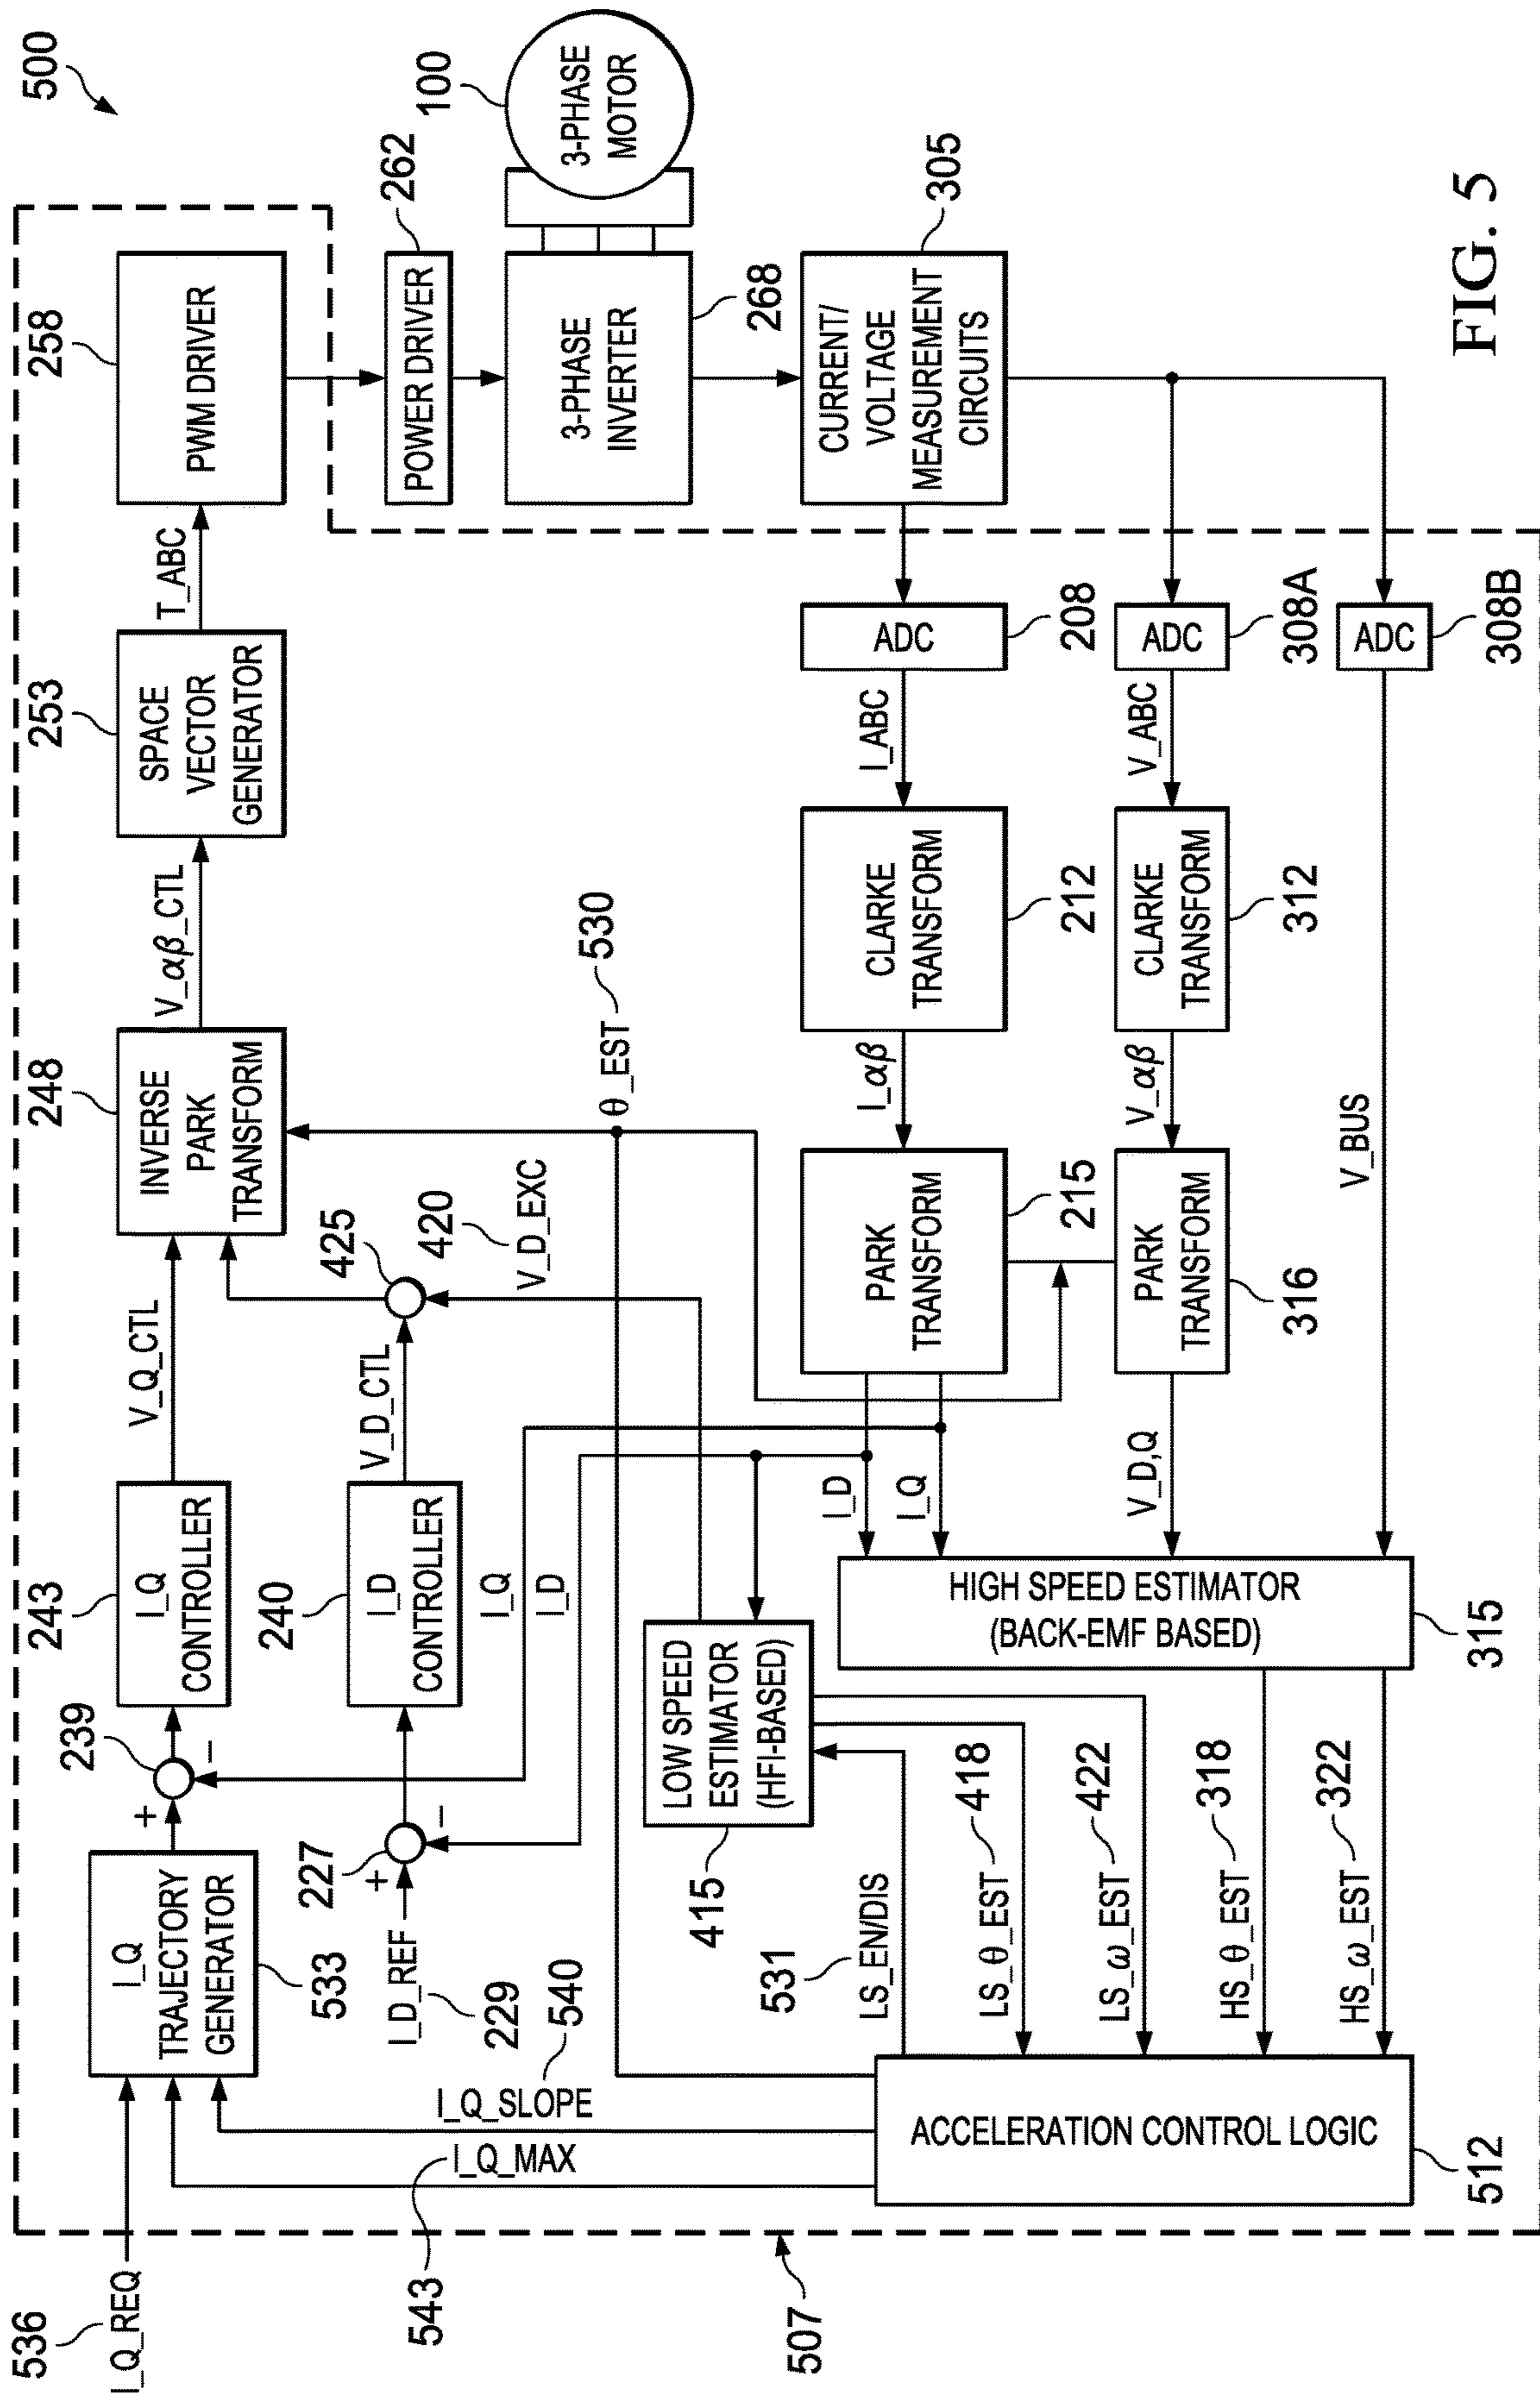 500
536
I_Q_REQ
543
507
I_Q
TRAJECTORY
GENERATOR
533
+
239
−
243
I_Q
CONTROLLER
V_Q_CTL
248
INVERSE
PARK
TRANSFORM
V_αβ_CTL
253
SPACE
VECTOR
GENERATOR
T_ABC
258
PWM DRIVER
I_D_REF
229
+
227
−
240
I_D
CONTROLLER
V_D_CTL
425
420
V_D_EXC
I_Q
I_D
I_Q_SLOPE
540
I_Q_MAX
θ_EST
530
262
POWER DRIVER
3-PHASE
INVERTER
268
100
3-PHASE
MOTOR
CURRENT/
VOLTAGE
MEASUREMENT
CIRCUITS
305
LOW SPEED
ESTIMATOR
(HFI-BASED)
415
531
LS_EN/DIS
LS_θ_EST
418
LS_ω_EST
422
HS_θ_EST
318
HS_ω_EST
322
ACCELERATION CONTROL LOGIC
512
HIGH SPEED ESTIMATOR
(BACK-EMF BASED)
315
I_D
I_Q
V_D,Q
V_BUS
PARK
TRANSFORM
215
I_αβ
CLARKE
TRANSFORM
212
I_ABC
ADC
208
PARK
TRANSFORM
316
V_αβ
CLARKE
TRANSFORM
312
V_ABC
ADC
308A
ADC
308B
FIG. 5